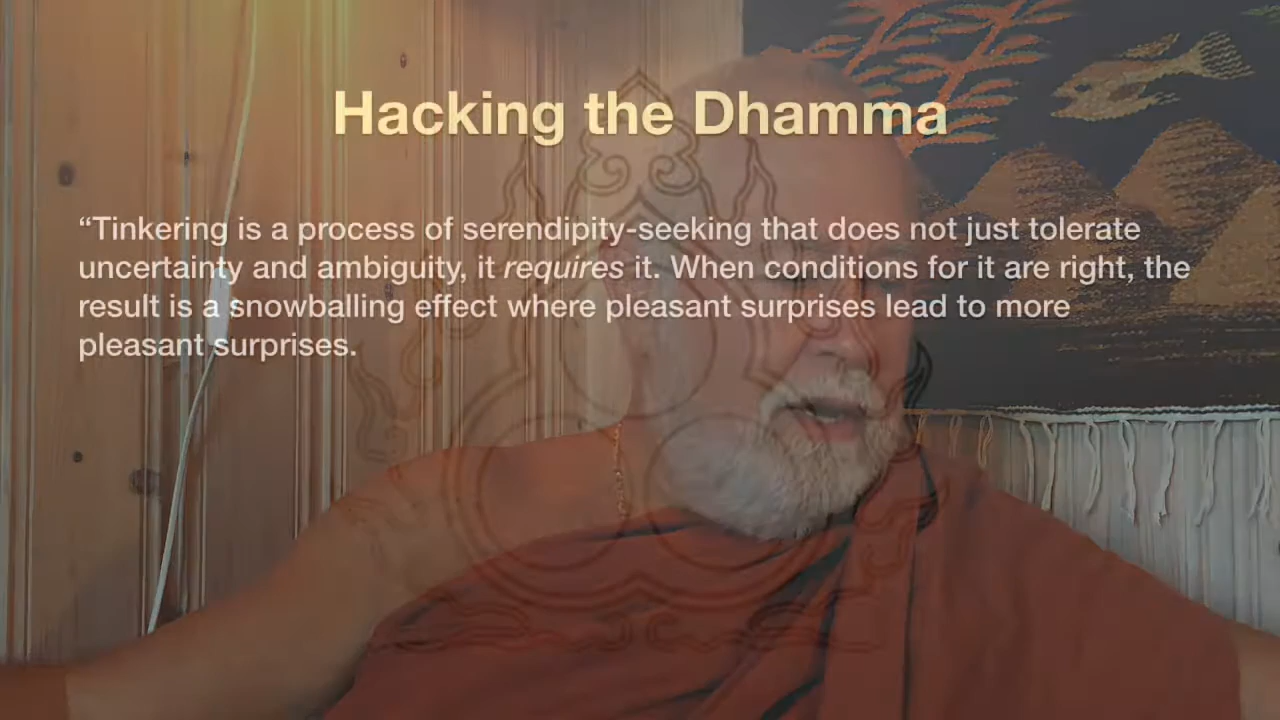 Hacking the Dhamma
“Tinkering is a process of serendipity-seeking that does not just tolerate
uncertainty and ambiguity, it requires it. When conditions for it are right, the
result is a snowballing effect where pleasant surprises lead to more
pleasant surprises.